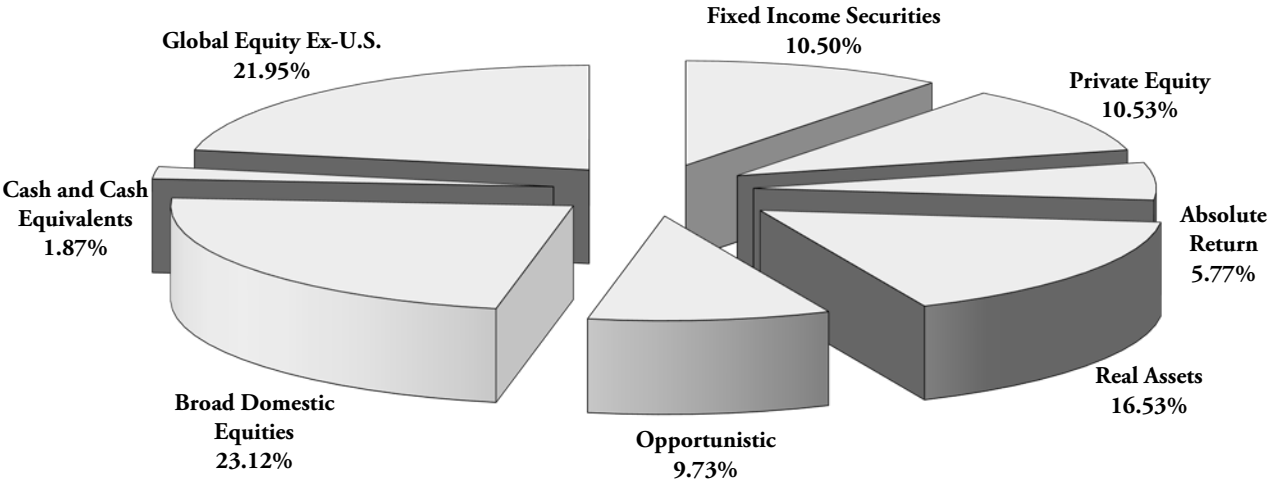 Fixed Income Securities
10.50%
Global Equity Ex-U.S.
21.95%
Private Equity
10.53%
Cash and Cash
Equivalents
1.87%
Absolute
Return
5.77%
Real Assets
16.53%
Broad Domestic
Equities
23.12%
Opportunistic
9.73%